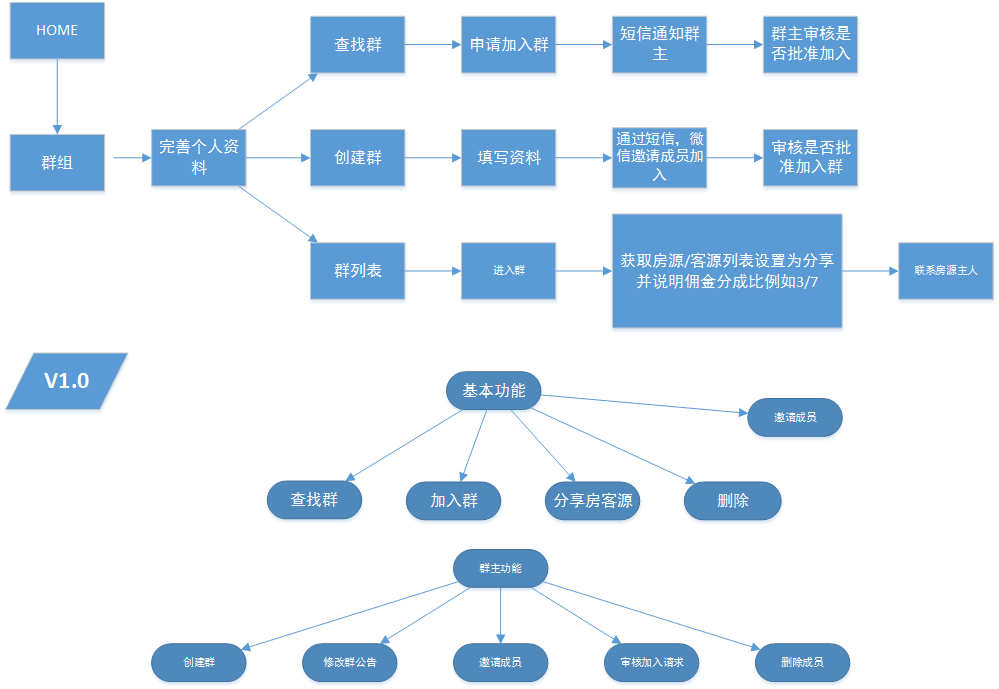 HOME
查找群
申请加入群
短信通知群
主
群主审核是
否批准加入
群组
完善个人资
料
创建群
填写资料
通过短信，微
信邀请成员加
入
审核是否批
准加入群
群列表
进入群
获取房源/客源列表设置为分享
并说明佣金分成比例如3/7
联系房源主人
V1.0
基本功能
邀请成员
查找群
加入群
分享房客源
删除
群主功能
创建群
修改群公告
邀请成员
审核加入请求
删除成员